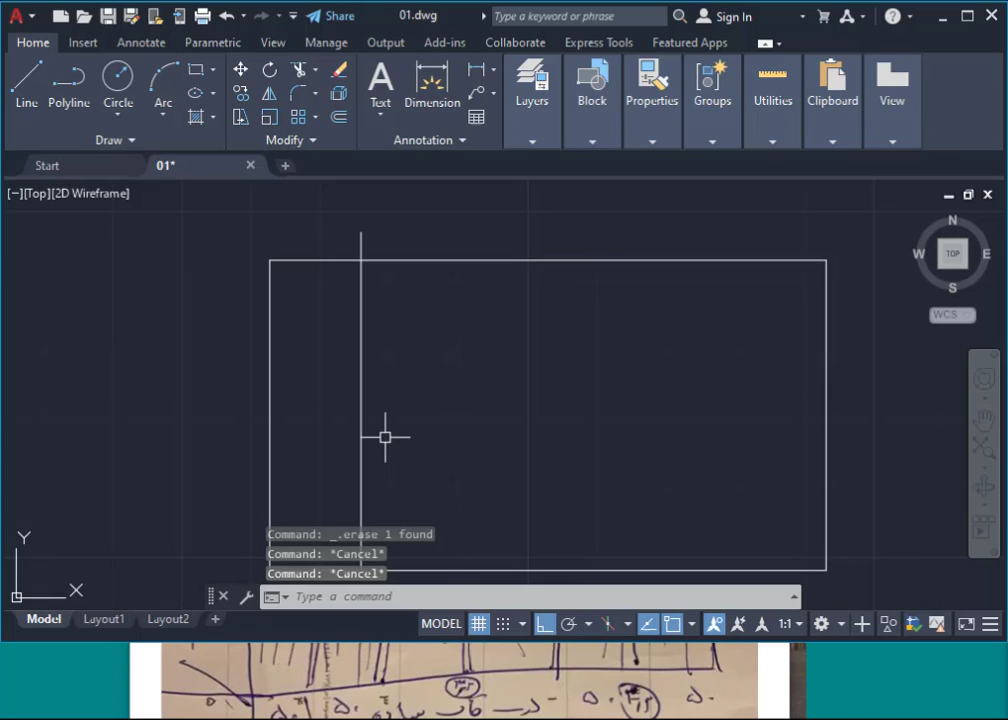 Share
01.dwg
Type a keyword or phrase
Sign In
Home
Insert
Annotate
Parametric
View
Manage
Output
Add-ins
Collaborate
Express Tools
Featured Apps
Line
Polyline
Circle
Arc
Text
Dimension
Layers
Block
Properties
Groups
Utilities
Clipboard
View
Draw
Modify
Annotation
Start
01*
[−][Top][2D Wireframe]
N
W
TOP
E
S
WCS
Command: _.erase 1 found
Command: *Cancel*
Command: *Cancel*
Y
X
Type a command
Model
Layout1
Layout2
MODEL
1:1